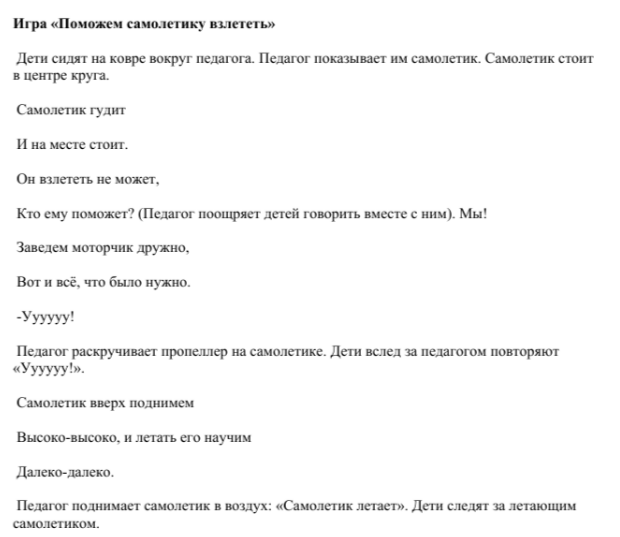 Игра «Поможем самолетику взлететь»
Дети сидят на ковре вокруг педагога. Педагог показывает им самолетик. Самолетик стоит
в центре круга.
Самолетик гудит
И на месте стоит.
Он взлететь не может,
Кто ему поможет? (Педагог поощряет детей говорить вместе с ним). Мы!
Заведем моторчик дружно,
Вот и всё, что было нужно.
-Уууууу!
Педагог раскручивает пропеллер на самолетике. Дети вслед за педагогом повторяют
«Уууууу!».
Самолетик вверх поднимем
Высоко-высоко, и летать его научим
Далеко-далеко.
Педагог поднимает самолетик в воздух: «Самолетик летает». Дети следят за летающим
самолетиком.